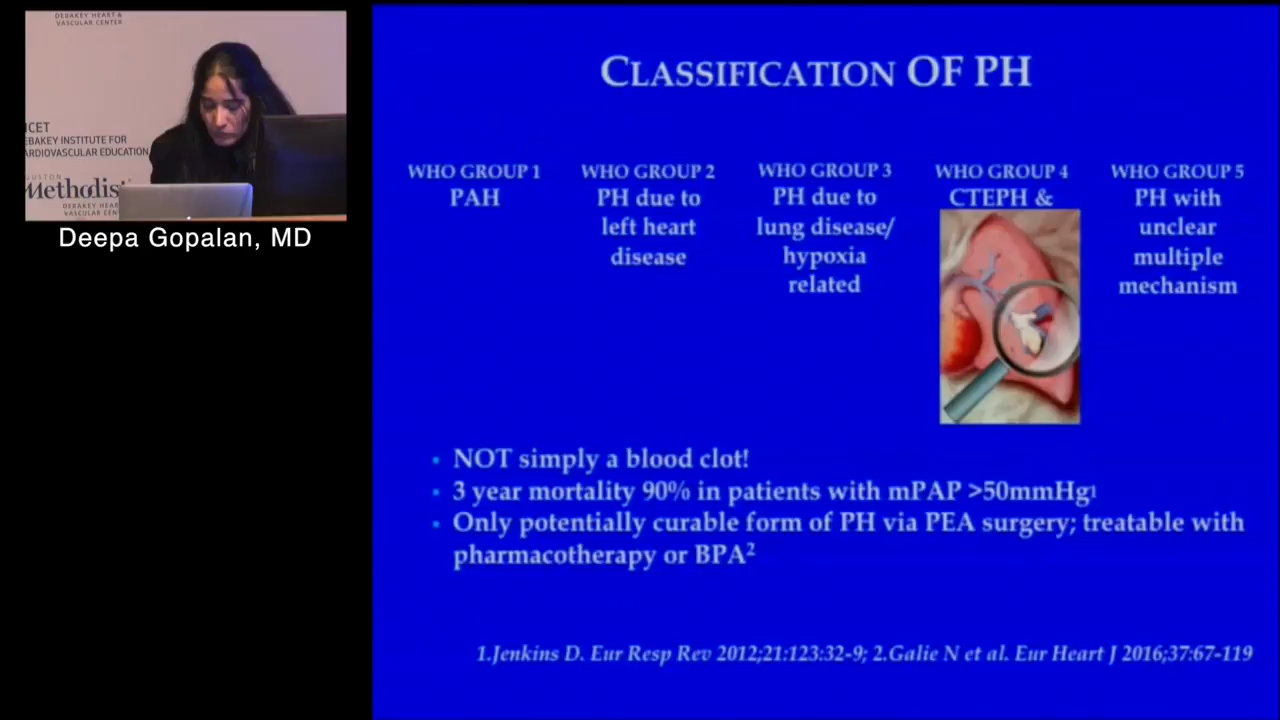 DEBAKEY HEART &
VASCULAR CENTER
ICET
EBAKEY INSTITUTE FOR
ARDIOVASCULAR EDUCATION
Methodist
DEBAKEY HEART &
VASCULAR CENT
Deepa Gopalan, MD
CLASSIFICATION OF PH
WHO GROUP 1
PAH
WHO GROUP 2
PH due to
left heart
disease
WHO GROUP 3
PH due to
lung disease/
hypoxia
related
WHO GROUP 4
CTEPH &
WHO GROUP 5
PH with
unclear
multiple
mechanism
▪ NOT simply a blood clot!
▪ 3 year mortality 90% in patients with mPAP >50mmHg1
▪ Only potentially curable form of PH via PEA surgery; treatable with
pharmacotherapy or BPA2
1.Jenkins D. Eur Resp Rev 2012;21:123:32-9; 2.Galie N et al. Eur Heart J 2016;37:67-119